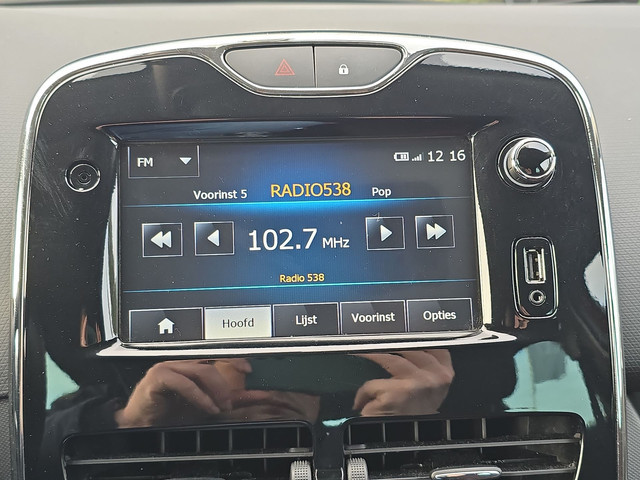 FM
12 16
Voorinst 5 RADIO538 Pop
102.7 MHz
Radio 538
Hoofd Lijst Voorinst Opties